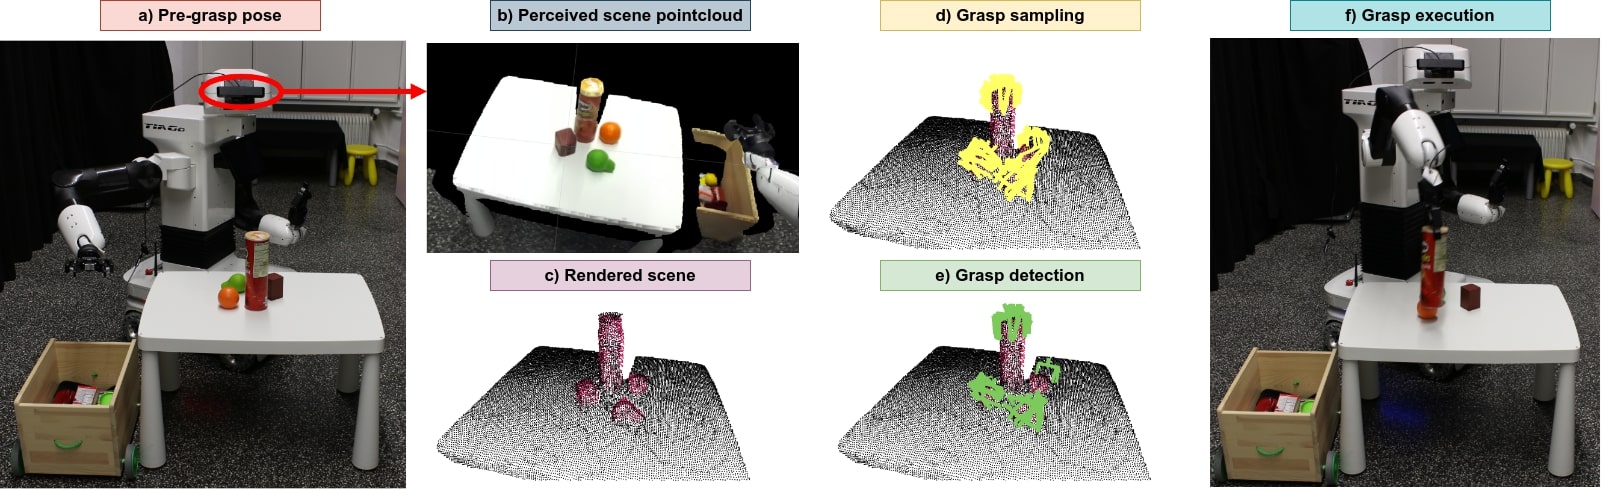 a) Pre-grasp pose
b) Perceived scene pointcloud
d) Grasp sampling
f) Grasp execution
TIAGo
c) Rendered scene
e) Grasp detection